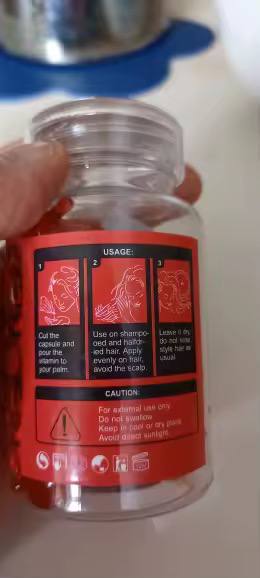 USAGE:
1
Cut the
capsule and
pour the
vitamin to
your palm.
2
Use on shampo-
oed and halfdr-
ied hair. Apply
evenly on hair,
avoid the scalp.
3
Leave it dry,
do not rinse,
style hair as
usual.
CAUTION:
For external use only.
Do not swallow.
Keep in cool or dry place.
Avoid direct sunlight.